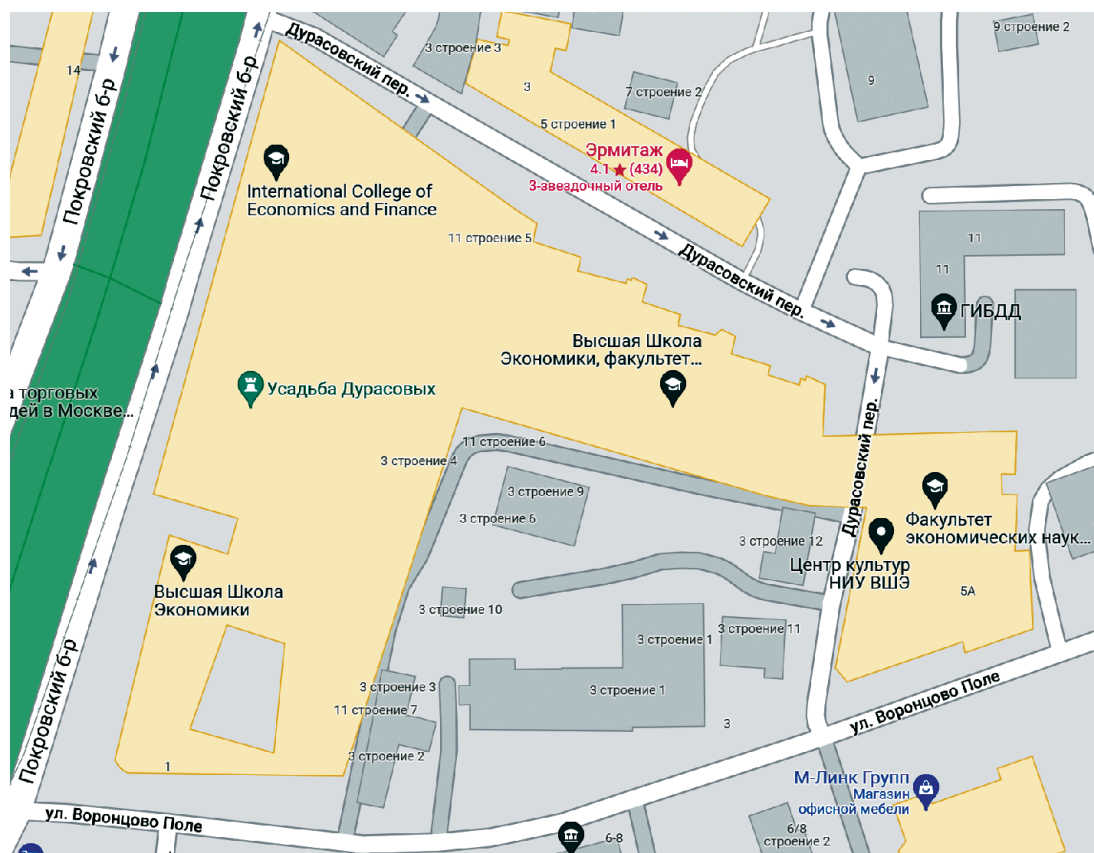 3 строение 3
Дурасовский пер.
9 строение 2
14
3
7 строение 2
9
5 строение 1
Покровский б-р
Покровский б-р
Эрмитаж
4.1 ★ (434)
3-звездочный отель
International College of
Economics and Finance
11 строение 5
Дурасовский пер.
11
11
ГИБДД
Высшая Школа
Экономики, факультет...
Усадьба Дурасовых
а торговых
дей в Москве...
Дурасовский пер.
11 строение 6
3 строение 4
3 строение 9
3 строение 6
3 строение 12
Факультет
экономических наук...
Центр культур
НИУ ВШЭ
5А
Высшая Школа
Экономики
3 строение 10
3 строение 1
3 строение 11
Покровский б-р
3 строение 3
3 строение 1
11 строение 7
3
3 строение 2
1
ул. Воронцово Поле
М-Линк Групп
Магазин
офисной мебели
ул. Воронцово Поле
6-8
6/8
строение 2